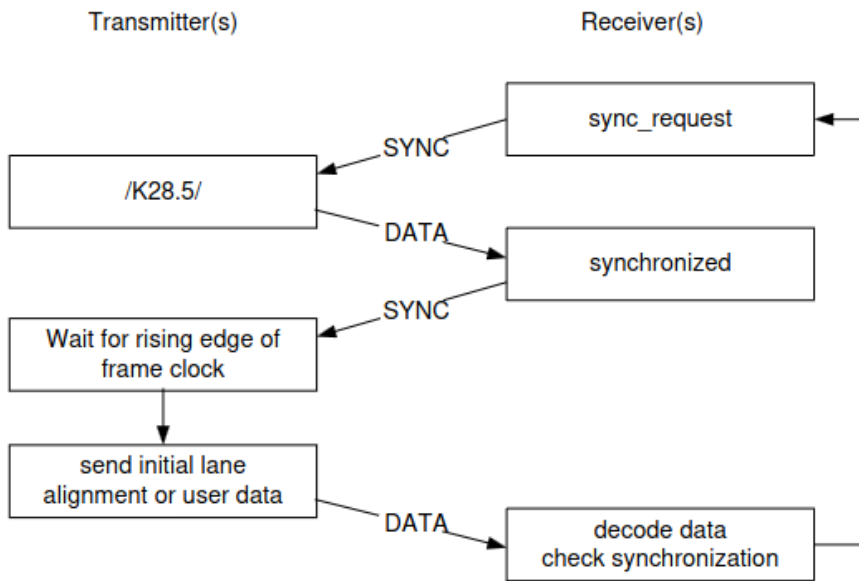 Transmitter(s)
Receiver(s)
sync_request
SYNC
/K28.5/
DATA
synchronized
SYNC
Wait for rising edge of
frame clock
send initial lane
alignment or user data
DATA
decode data
check synchronization